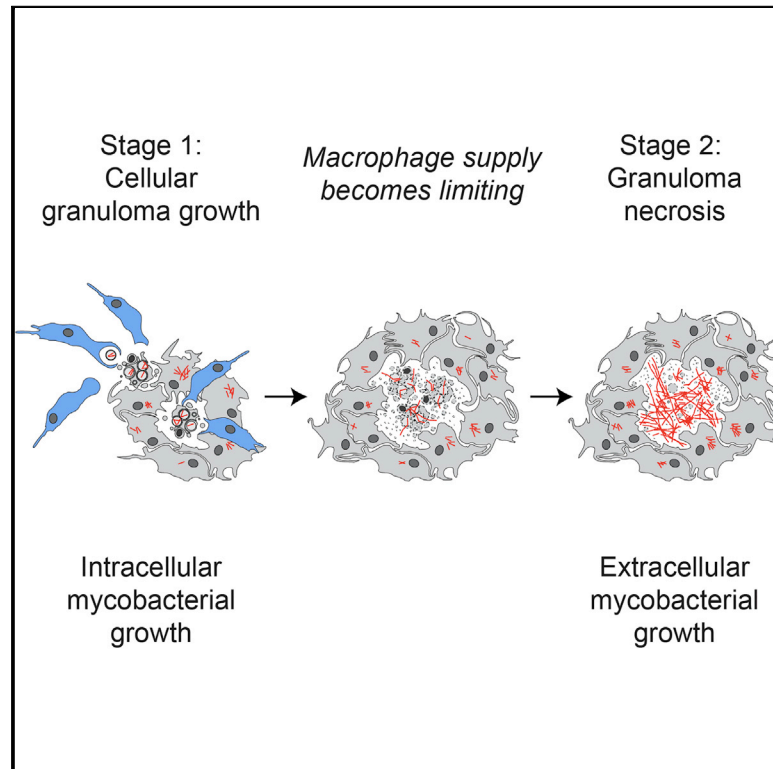 Stage 1:
Cellular
granuloma growth
Macrophage supply
becomes limiting
Stage 2:
Granuloma
necrosis
Intracellular
mycobacterial
growth
Extracellular
mycobacterial
growth